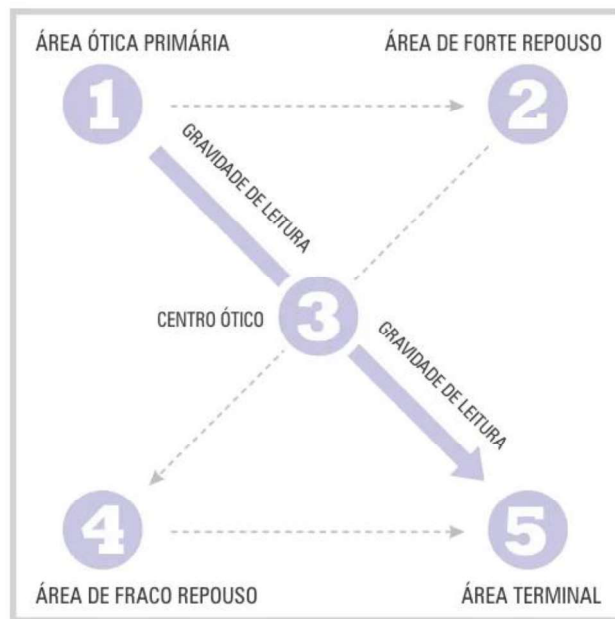 ÁREA ÓTICA PRIMÁRIA
ÁREA DE FORTE REPOUSO
1
2
GRAVIDADE DE LEITURA
CENTRO ÓTICO
3
GRAVIDADE DE LEITURA
4
5
ÁREA DE FRACO REPOUSO
ÁREA TERMINAL